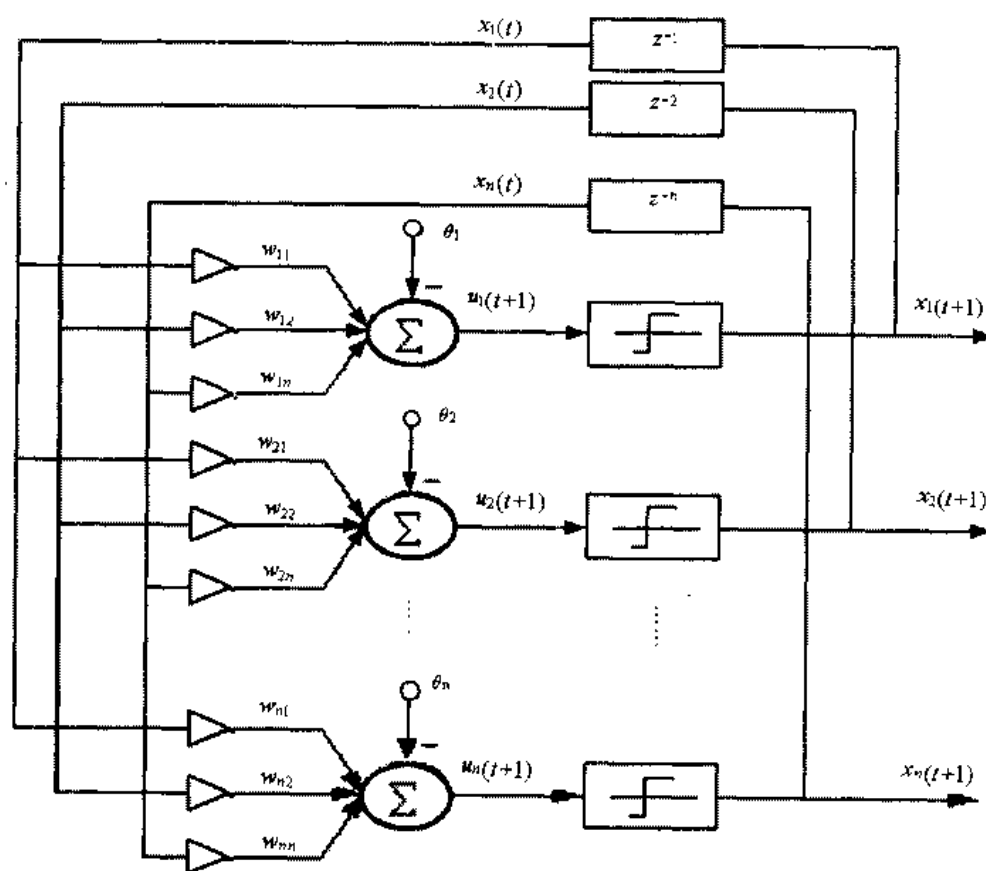 x₁(t)
z⁻¹
x₂(t)
z⁻²
xₙ(t)
z⁻ⁿ
θ₁
w₁₁
−
u₁(t+1)
x₁(t+1)
w₁₂
Σ
w₁ₙ
θ₂
w₂₁
−
u₂(t+1)
x₂(t+1)
w₂₂
Σ
w₂ₙ
θₙ
wₙ₁
−
uₙ(t+1)
xₙ(t+1)
wₙ₂
Σ
wₙₙ